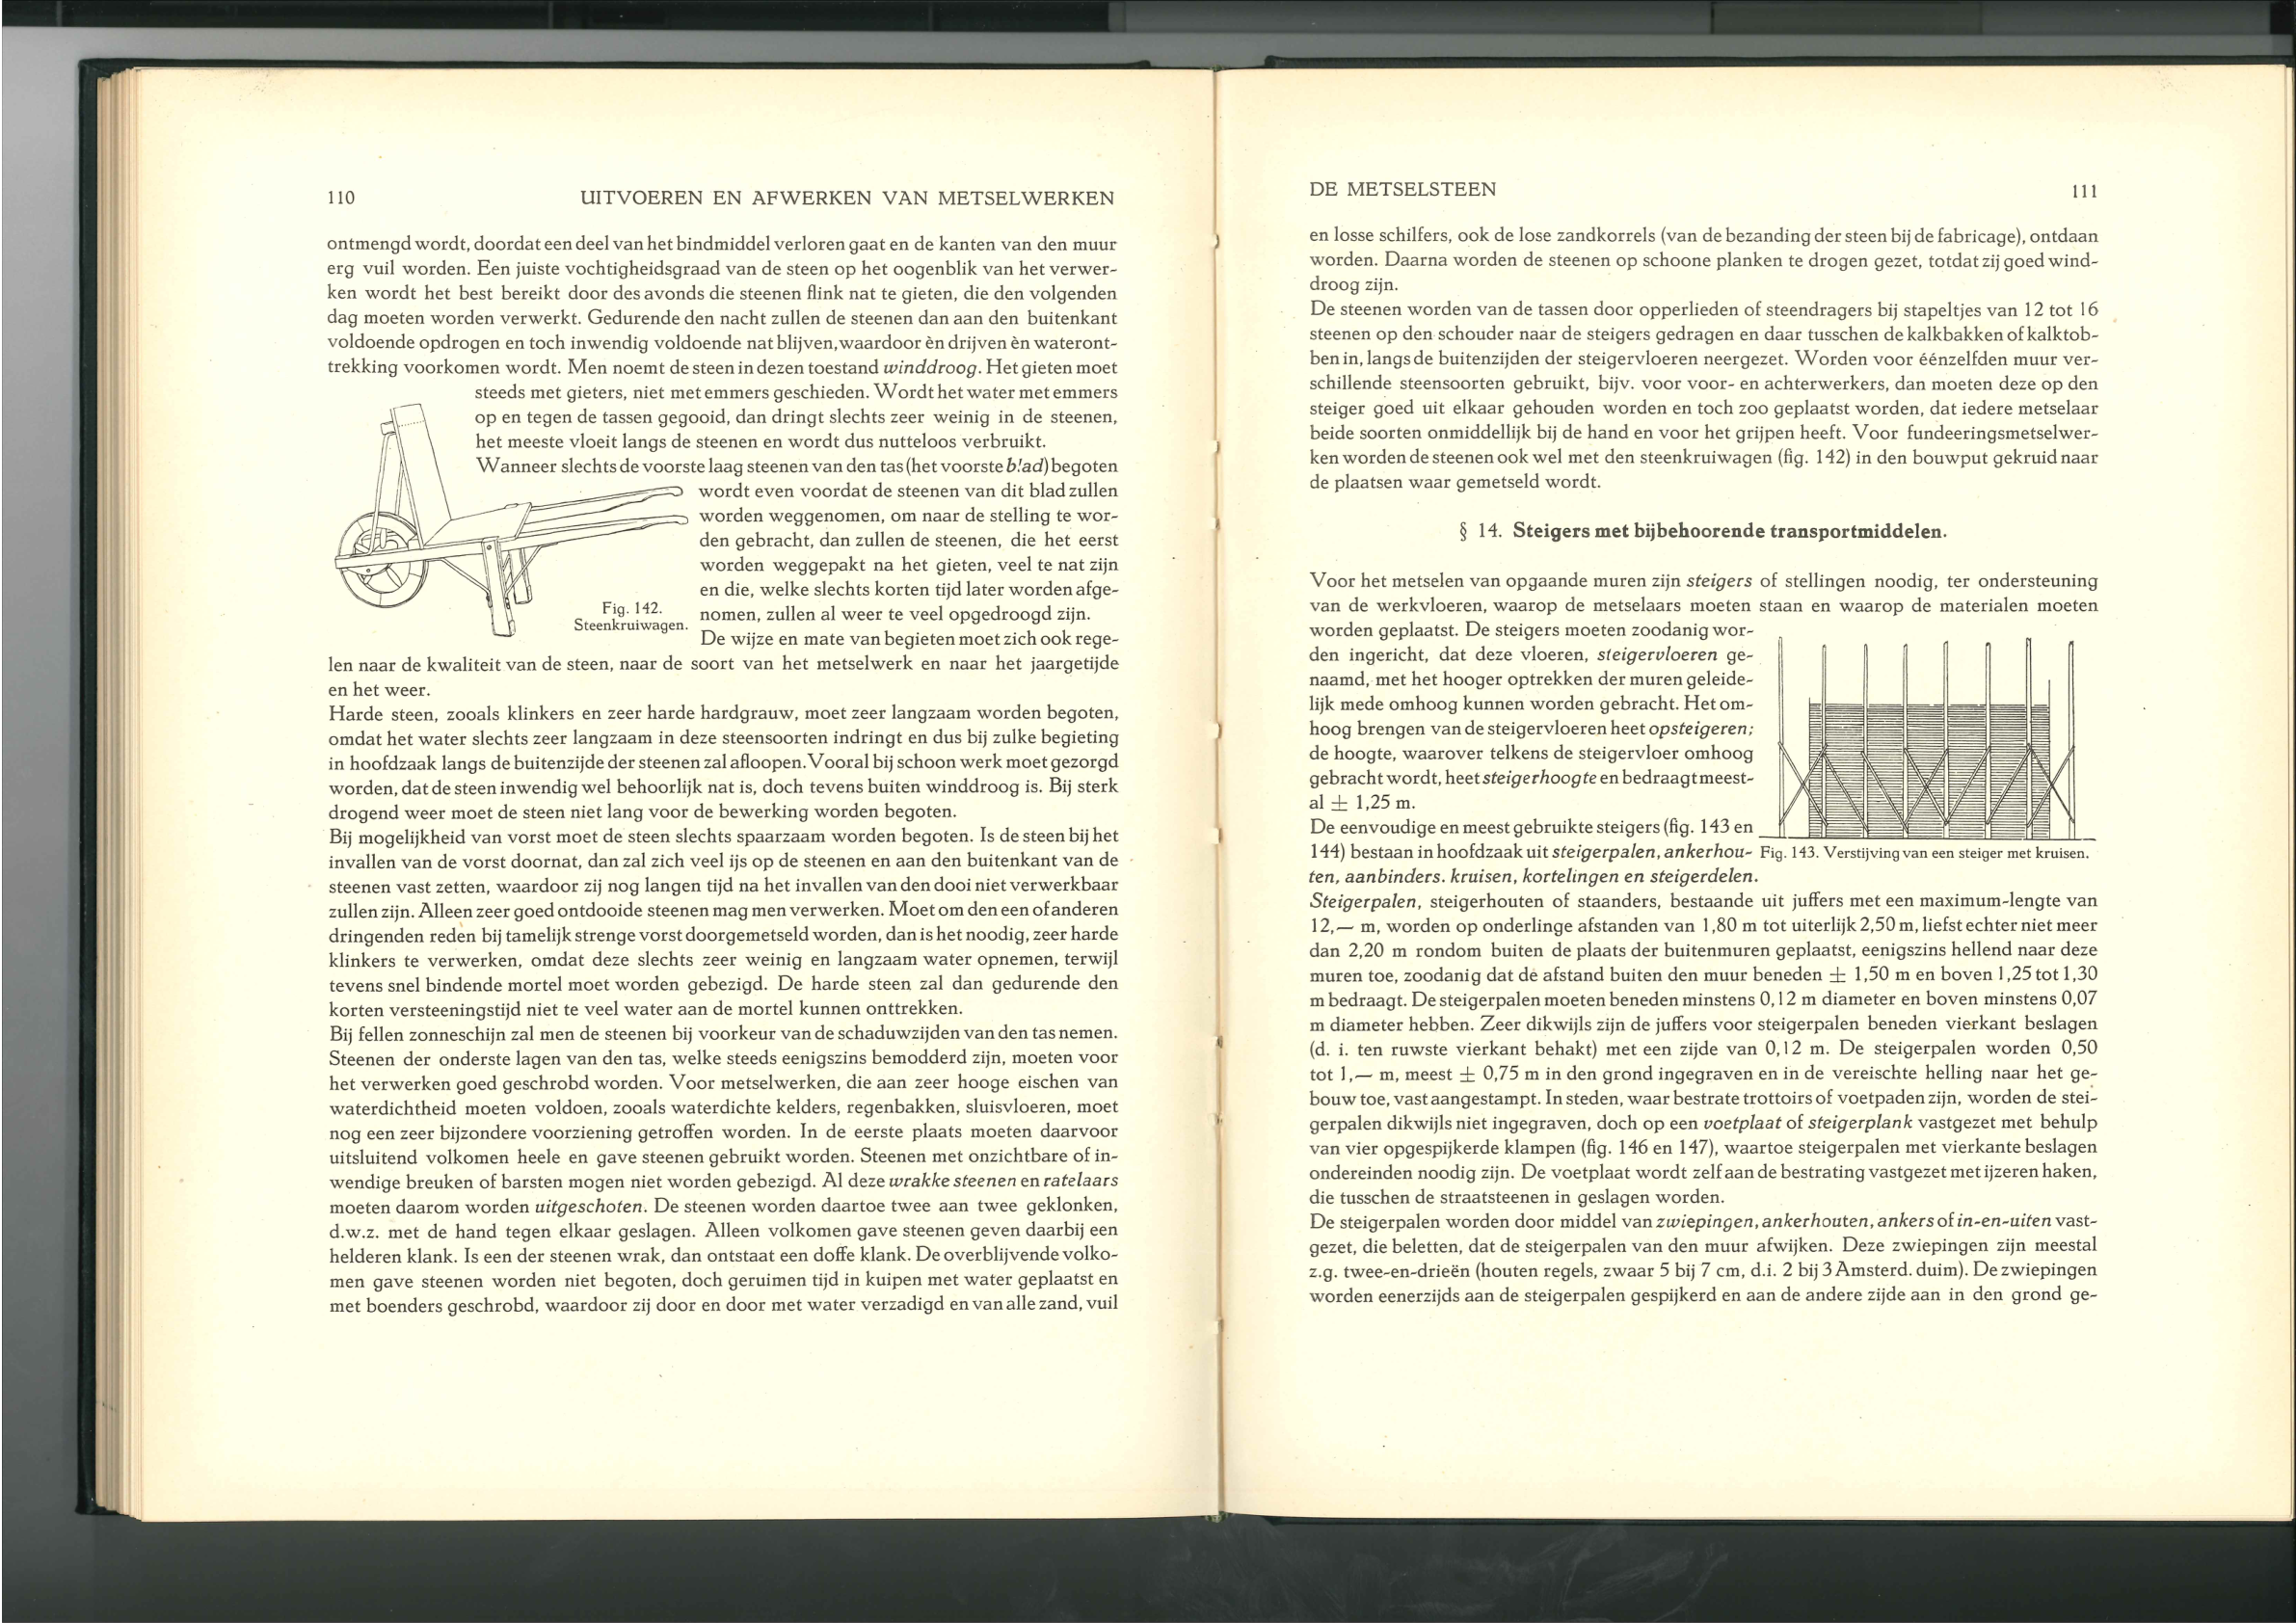 110 UITVOEREN EN AFWERKEN VAN METSELWERKEN
ontmengd wordt, doordat een deel van het bindmiddel verloren gaat en de kanten van den muur
erg vuil worden. Een juiste vochtigheidsgraad van de steen op het oogenblik van het verwer-
ken wordt het best bereikt door des avonds die steenen flink nat te gieten, die den volgenden
dag moeten worden verwerkt. Gedurende den nacht zullen de steenen dan aan den buitenkant
voldoende opdrogen en toch inwendig voldoende nat blijven, waardoor èn drijven èn wateront-
trekking voorkomen wordt. Men noemt de steen in dezen toestand winddroog. Het gieten moet
steeds met gieters, niet met emmers geschieden. Wordt het water met emmers
op en tegen de tassen gegooid, dan dringt slechts zeer weinig in de steenen,
het meeste vloeit langs de steenen en wordt dus nutteloos verbruikt.
Wanneer slechts de voorste laag steenen van den tas (het voorste blad) begoten
wordt even voordat de steenen van dit blad zullen
worden weggenomen, om naar de stelling te wor-
den gebracht, dan zullen de steenen, die het eerst
worden weggepakt na het gieten, veel te nat zijn
en die, welke slechts korten tijd later worden afge-
nomen, zullen al weer te veel opgedroogd zijn.
Fig. 142.
Steenkruiwagen.
De wijze en mate van begieten moet zich ook rege-
len naar de kwaliteit van de steen, naar de soort van het metselwerk en naar het jaargetijde
en het weer.
Harde steen, zooals klinkers en zeer harde hardgrauw, moet zeer langzaam worden begoten,
omdat het water slechts zeer langzaam in deze steensoorten indringt en dus bij zulke begieting
in hoofdzaak langs de buitenzijde der steenen zal afloopen. Vooral bij schoon werk moet gezorgd
worden, dat de steen inwendig wel behoorlijk nat is, doch tevens buiten winddroog is. Bij sterk
drogend weer moet de steen niet lang voor de bewerking worden begoten.
Bij mogelijkheid van vorst moet de steen slechts spaarzaam worden begoten. Is de steen bij het
invallen van de vorst doornat, dan zal zich veel ijs op de steenen en aan den buitenkant van de
steenen vast zetten, waardoor zij nog langen tijd na het invallen van den dooi niet verwerkbaar
zullen zijn. Alleen zeer goed ontdooide steenen mag men verwerken. Moet om den een of anderen
dringenden reden bij tamelijk strenge vorst doorgemetseld worden, dan is het noodig, zeer harde
klinkers te verwerken, omdat deze slechts zeer weinig en langzaam water opnemen, terwijl
tevens snel bindende mortel moet worden gebezigd. De harde steen zal dan gedurende den
korten versteeningstijd niet te veel water aan de mortel kunnen onttrekken.
Bij fellen zonneschijn zal men de steenen bij voorkeur van de schaduwzijden van den tas nemen.
Steenen der onderste lagen van den tas, welke steeds eenigszins bemodderd zijn, moeten voor
het verwerken goed geschrobd worden. Voor metselwerken, die aan zeer hooge eischen van
waterdichtheid moeten voldoen, zooals waterdichte kelders, regenbakken, sluisvloeren, moet
nog een zeer bijzondere voorziening getroffen worden. In de eerste plaats moeten daarvoor
uitsluitend volkomen heele en gave steenen gebruikt worden. Steenen met onzichtbare of in-
wendige breuken of barsten mogen niet worden gebezigd. Al deze wrakke steenen en ratelaars
moeten daarom worden uitgeschoten. De steenen worden daartoe twee aan twee geklonken,
d.w.z. met de hand tegen elkaar geslagen. Alleen volkomen gave steenen geven daarbij een
helderen klank. Is een der steenen wrak, dan ontstaat een doffe klank. De overblijvende volko-
men gave steenen worden niet begoten, doch geruimen tijd in kuipen met water geplaatst en
met boenders geschrobd, waardoor zij door en door met water verzadigd en van alle zand, vuil
DE METSELSTEEN 111
en losse schilfers, ook de lose zandkorrels (van de bezanding der steen bij de fabricage), ontdaan
worden. Daarna worden de steenen op schoone planken te drogen gezet, totdat zij goed wind-
droog zijn.
De steenen worden van de tassen door opperlieden of steendragers bij stapeltjes van 12 tot 16
steenen op den schouder naar de steigers gedragen en daar tusschen de kalkbakken of kalktob-
ben in, langs de buitenzijden der steigervloeren neergezet. Worden voor éénzelfden muur ver-
schillende steensoorten gebruikt, bijv. voor voor- en achterwerkers, dan moeten deze op den
steiger goed uit elkaar gehouden worden en toch zoo geplaatst worden, dat iedere metselaar
beide soorten onmiddellijk bij de hand en voor het grijpen heeft. Voor fundeeringsmetselwer-
ken worden de steenen ook wel met den steenkruiwagen (fig. 142) in den bouwput gekruid naar
de plaatsen waar gemetseld wordt.
§ 14. Steigers met bijbehoorende transportmiddelen.
Voor het metselen van opgaande muren zijn steigers of stellingen noodig, ter ondersteuning
van de werkvloeren, waarop de metselaars moeten staan en waarop de materialen moeten
worden geplaatst. De steigers moeten zoodanig wor-
den ingericht, dat deze vloeren, steigervloeren ge-
naamd, met het hooger optrekken der muren geleide-
lijk mede omhoog kunnen worden gebracht. Het om-
hoog brengen van de steigervloeren heet opsteigeren;
de hoogte, waarover telkens de steigervloer omhoog
gebracht wordt, heet steigerhoogte en bedraagt meest-
al ± 1,25 m.
De eenvoudige en meest gebruikte steigers (fig. 143 en
144) bestaan in hoofdzaak uit steigerpalen, ankerhou-
Fig. 143. Verstijving van een steiger met kruisen.
ten, aanbinders. kruisen, kortelingen en steigerdelen.
Steigerpalen, steigerhouten of staanders, bestaande uit juffers met een maximum-lengte van
12,— m, worden op onderlinge afstanden van 1,80 m tot uiterlijk 2,50 m, liefst echter niet meer
dan 2,20 m rondom buiten de plaats der buitenmuren geplaatst, eenigszins hellend naar deze
muren toe, zoodanig dat de afstand buiten den muur beneden ± 1,50 m en boven 1,25 tot 1,30
m bedraagt. De steigerpalen moeten beneden minstens 0,12 m diameter en boven minstens 0,07
m diameter hebben. Zeer dikwijls zijn de juffers voor steigerpalen beneden vierkant beslagen
(d. i. ten ruwste vierkant behakt) met een zijde van 0,12 m. De steigerpalen worden 0,50
tot 1,— m, meest ± 0,75 m in den grond ingegraven en in de vereischte helling naar het ge-
bouw toe, vast aangestampt. In steden, waar bestrate trottoirs of voetpaden zijn, worden de stei-
gerpalen dikwijls niet ingegraven, doch op een voetplaat of steigerplank vastgezet met behulp
van vier opgespijkerde klampen (fig. 146 en 147), waartoe steigerpalen met vierkante beslagen
ondereinden noodig zijn. De voetplaat wordt zelf aan de bestrating vastgezet met ijzeren haken,
die tusschen de straatsteenen in geslagen worden.
De steigerpalen worden door middel van zwiepingen, ankerhouten, ankers of in-en-uiten vast-
gezet, die beletten, dat de steigerpalen van den muur afwijken. Deze zwiepingen zijn meestal
z.g. twee-en-drieën (houten regels, zwaar 5 bij 7 cm, d.i. 2 bij 3 Amsterd. duim). De zwiepingen
worden eenerzijds aan de steigerpalen gespijkerd en aan de andere zijde aan in den grond ge-